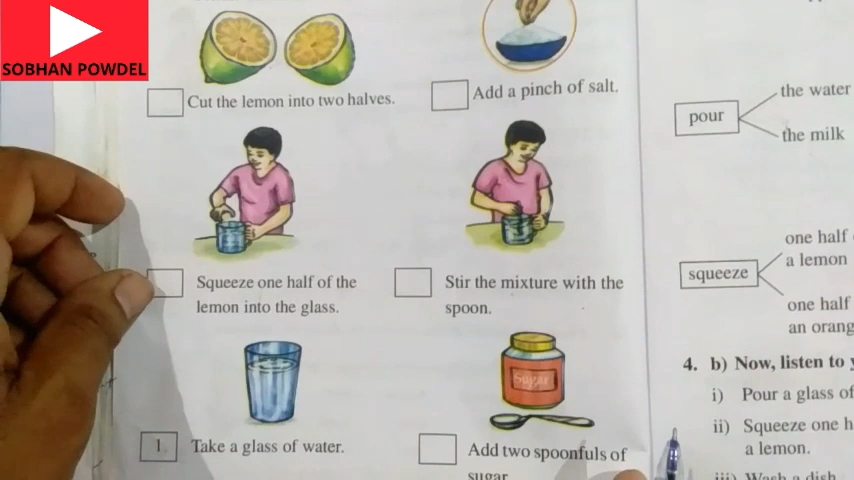 SOBHAN POWDEL
Cut the lemon into two halves.
Add a pinch of salt.
Squeeze one half of the
lemon into the glass.
Stir the mixture with the
spoon.
Sugar
1. Take a glass of water.
Add two spoonfuls of
sugar
pour
the water
the milk
squeeze
one half
a lemon
one half
an orang
4. b) Now, listen to
i) Pour a glass of
ii) Squeeze one h
a lemon.
iii) Wash a dish